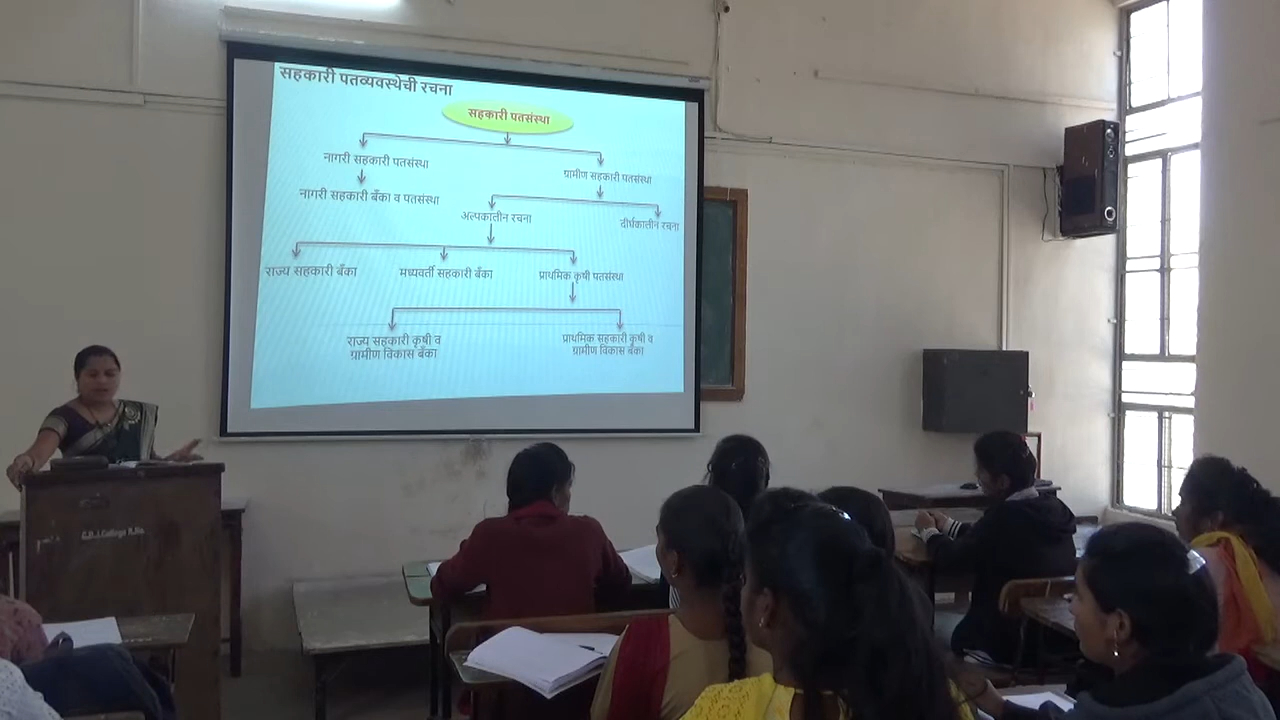 सहकारी पतव्यवस्थेची रचना
सहकारी पतसंस्था
नागरी सहकारी पतसंस्था
ग्रामीण सहकारी पतसंस्था
नागरी सहकारी बँका व पतसंस्था
अल्पकालीन रचना
दीर्घकालीन रचना
राज्य सहकारी बँका
मध्यवर्ती सहकारी बँका
प्राथमिक कृषी पतसंस्था
राज्य सहकारी कृषी व
ग्रामीण विकास बँका
प्राथमिक सहकारी कृषी व
ग्रामीण विकास बँका